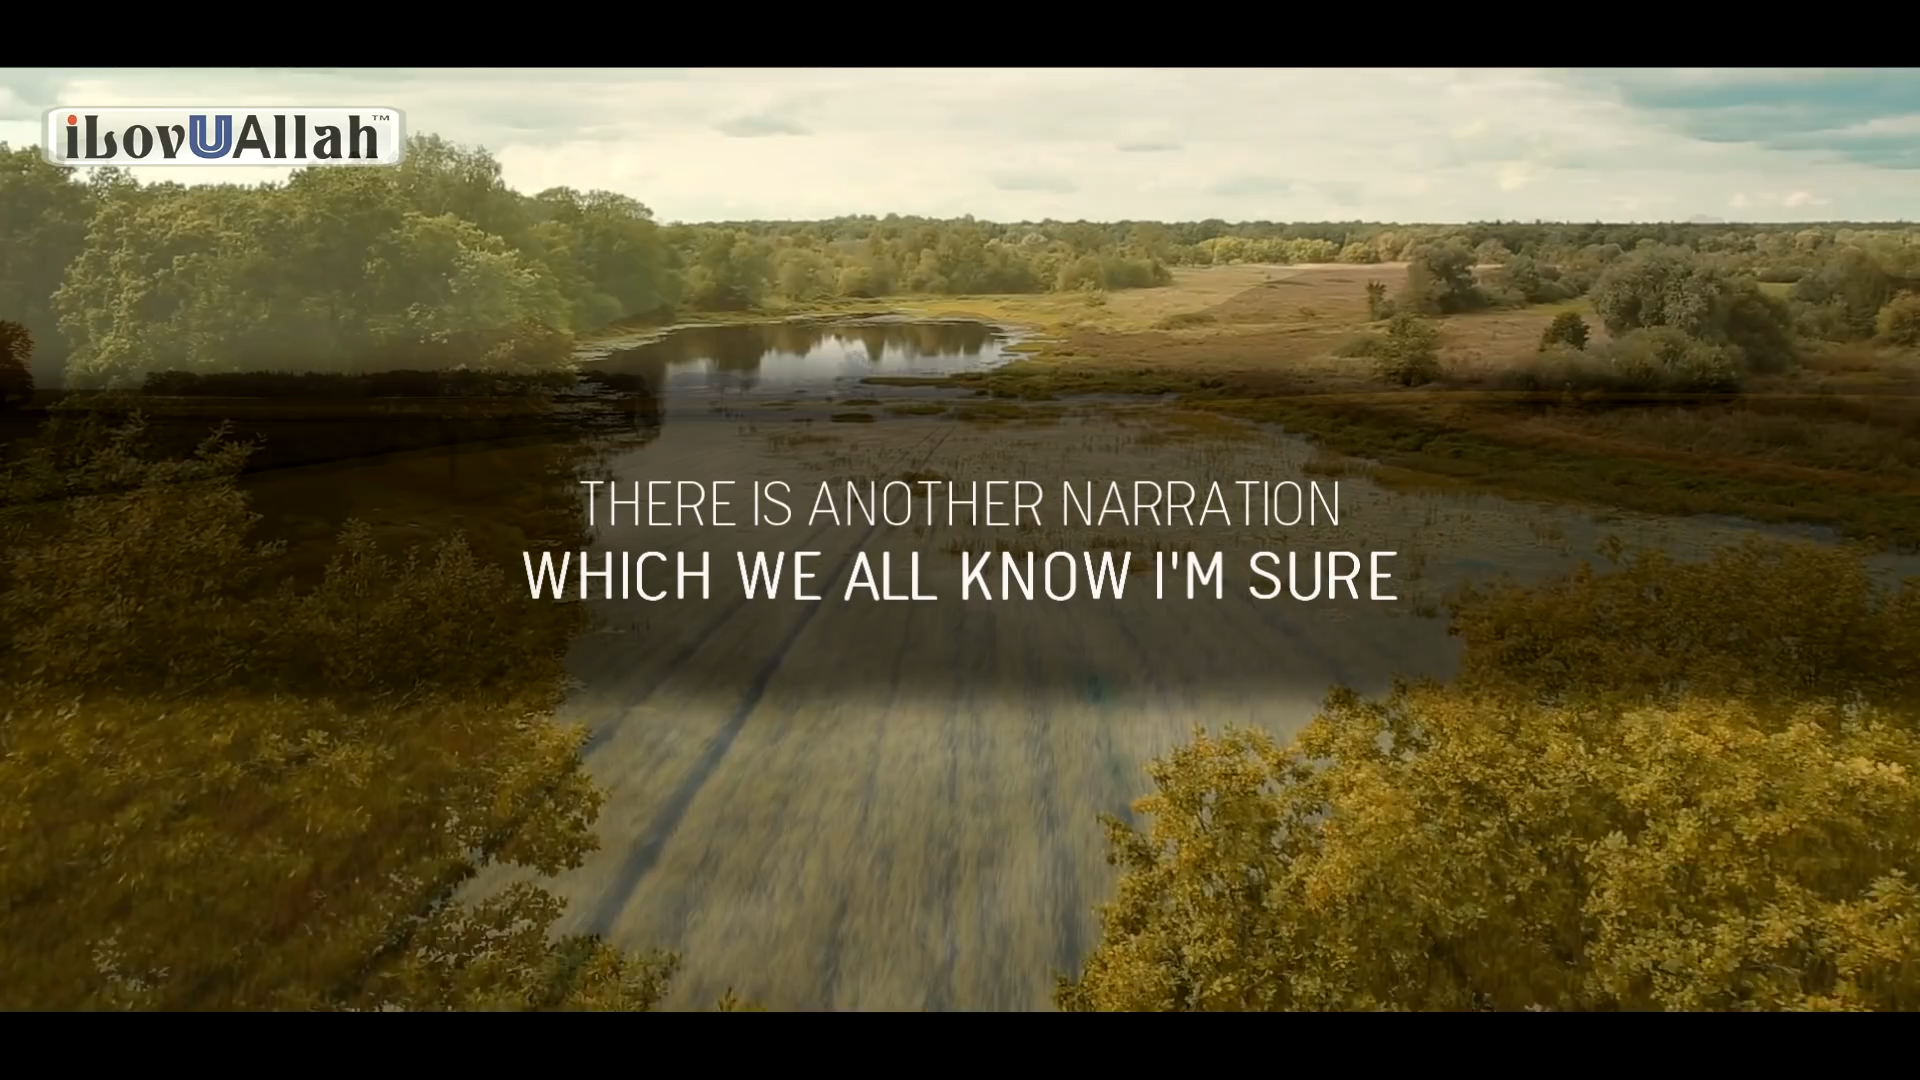 iLovUAllah™
THERE IS ANOTHER NARRATION
WHICH WE ALL KNOW I'M SURE